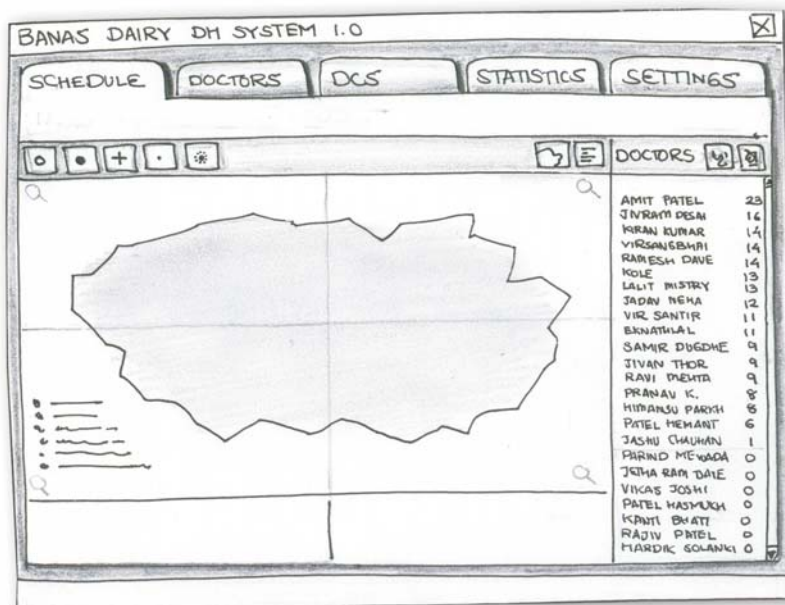 BANAS DAIRY DH SYSTEM 1.0
SCHEDULE DOCTORS DCS STATISTICS SETTINGS
DOCTORS
AMIT PATEL 23
JIVRAM DESAI 16
KIRAN KUMAR 14
VIRSANGBHAI 14
RAMESH DAVE 14
KOLE 13
LALIT MISTRY 13
JADAV NEHA 12
VIR SANTIR 11
EKNATHLAL 11
SAMIR DUGDHE 9
JIVAN THOR 9
RAVI MEHTA 9
PRANAV K. 8
HIMANSU PARKH 8
PATEL HEMANT 6
JASHU CHAUHAN 1
PARIND MEVADA 0
JETHA RAM DALE 0
VIKAS JOSHI 0
PATEL HASMUKH 0
KANTI BHATI 0
RAJIV PATEL 0
HARDIK SOLANKI 0